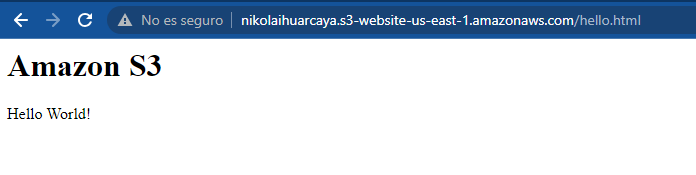 No es seguro | nikolaihuarcaya.s3-website-us-east-1.amazonaws.com/hello.html
Amazon S3
Hello World!